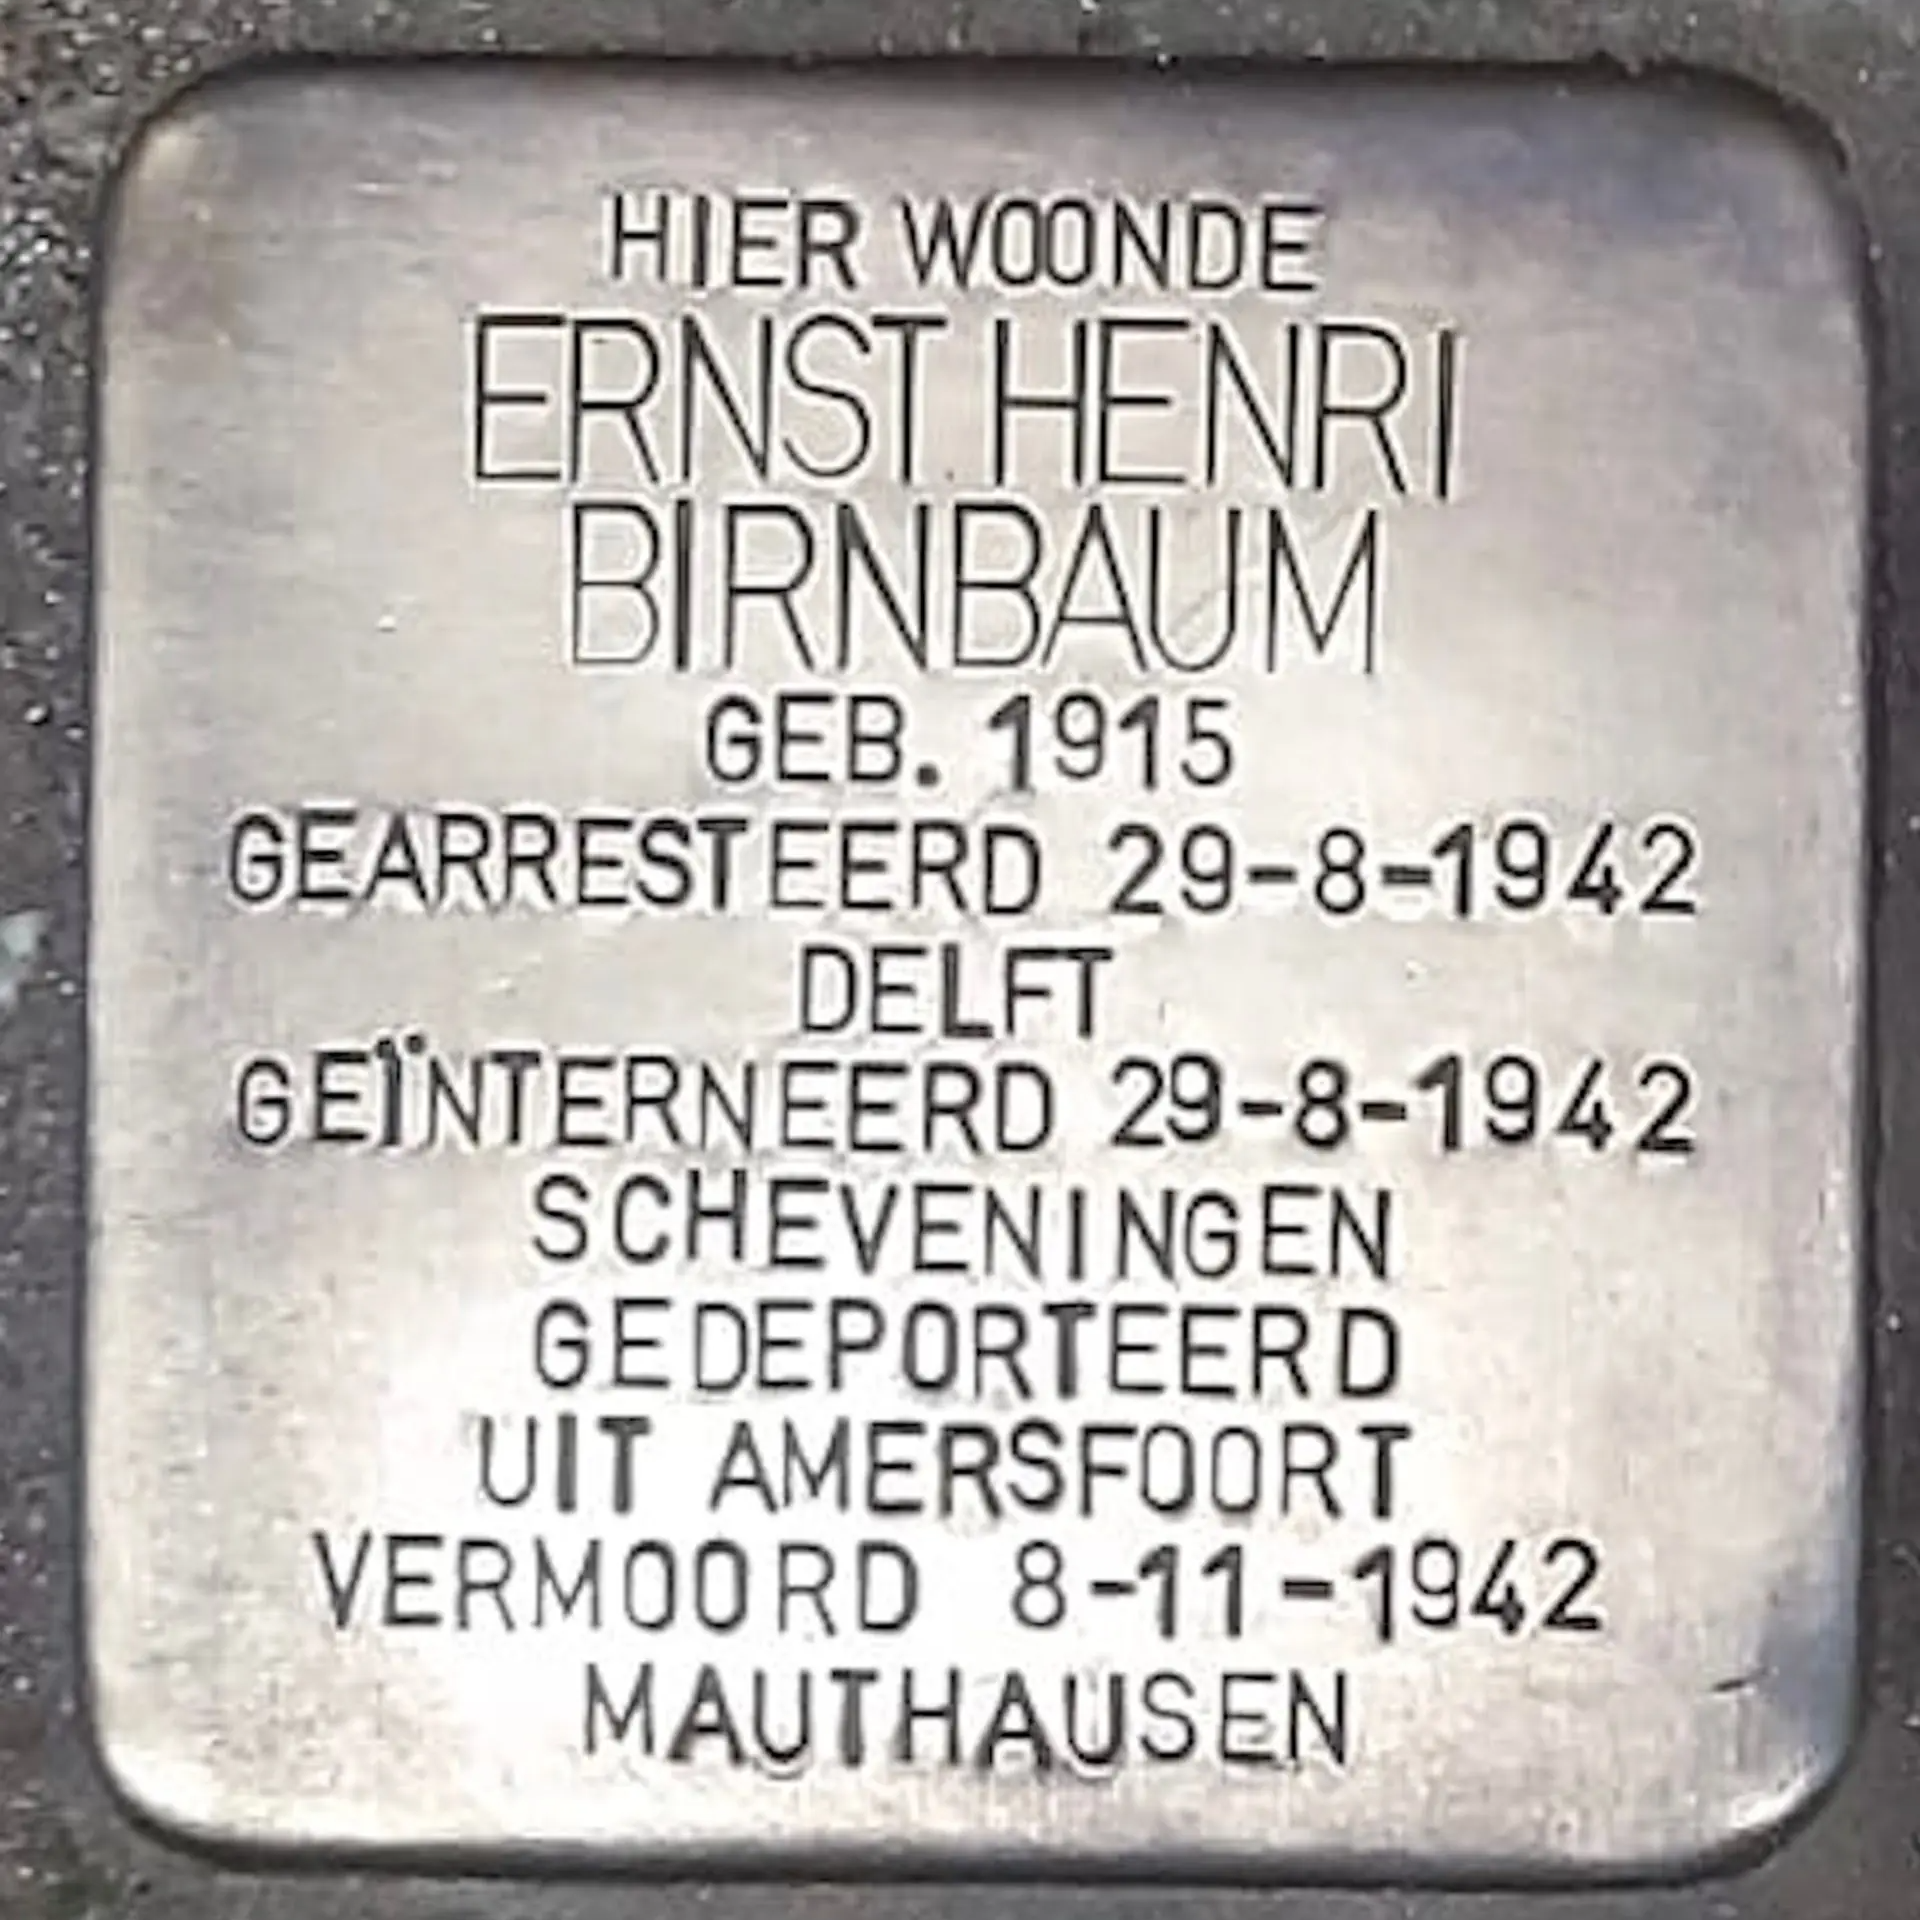 HIER WOONDE
ERNST HENRI
BIRNBAUM
GEB. 1915
GEARRESTEERD 29-8-1942
DELFT
GEÏNTERNEERD 29-8-1942
SCHEVENINGEN
GEDEPORTEERD
UIT AMERSFOORT
VERMOORD 8-11-1942
MAUTHAUSEN